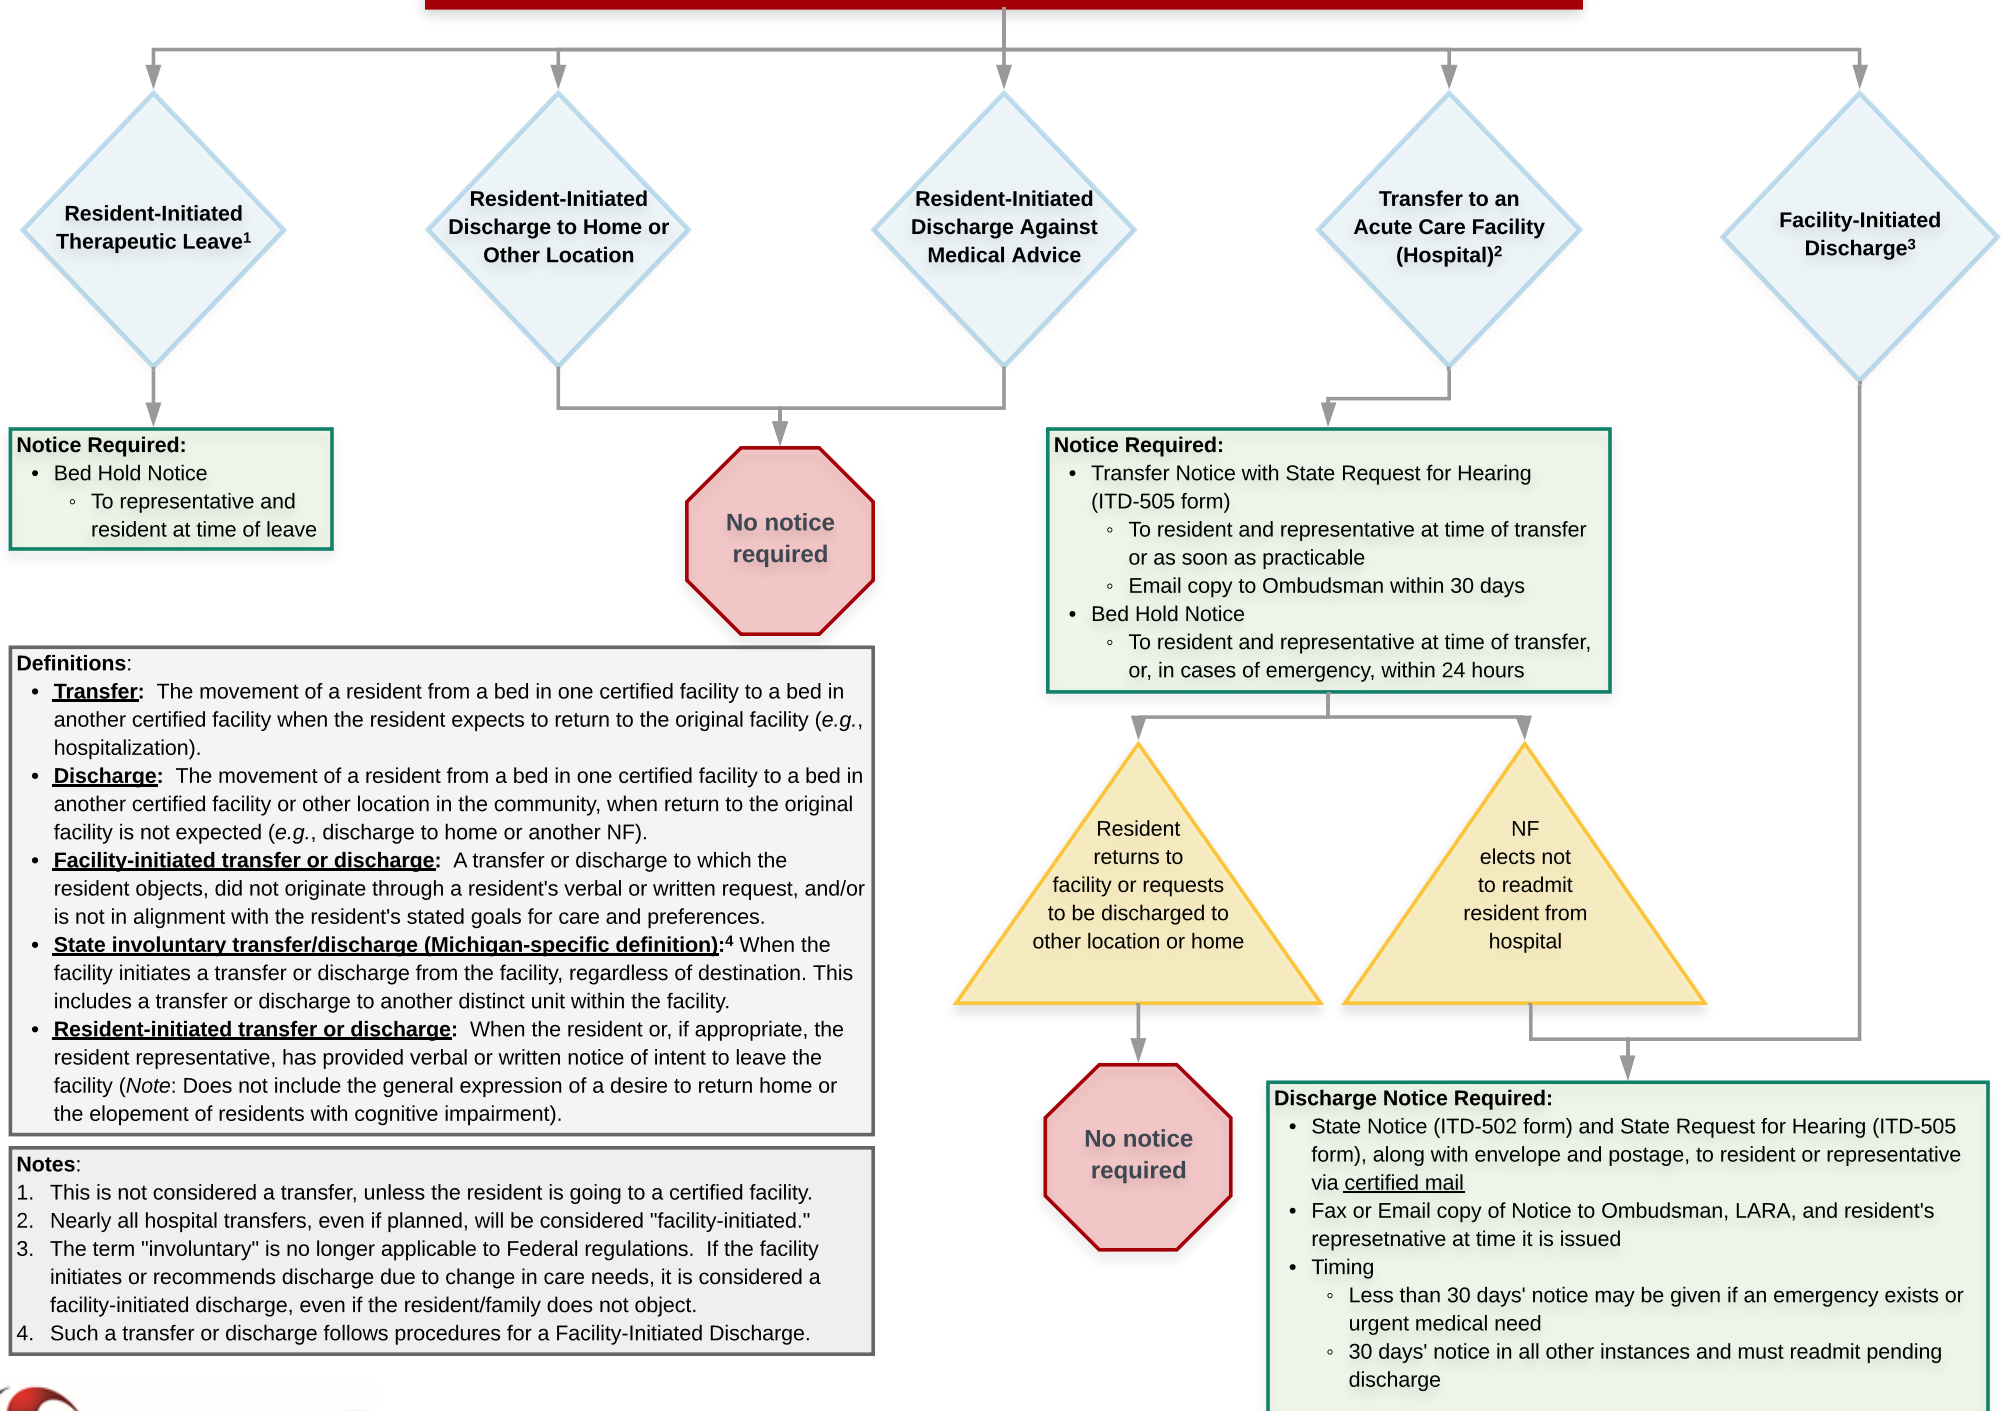 Resident-Initiated
Therapeutic Leave1
Resident-Initiated
Discharge to Home or
Other Location
Resident-Initiated
Discharge Against
Medical Advice
Transfer to an
Acute Care Facility
(Hospital)2
Facility-Initiated
Discharge3
Notice Required:
• Bed Hold Notice
◦ To representative and
resident at time of leave
No notice
required
Notice Required:
• Transfer Notice with State Request for Hearing
(ITD-505 form)
◦ To resident and representative at time of transfer
or as soon as practicable
◦ Email copy to Ombudsman within 30 days
• Bed Hold Notice
◦ To resident and representative at time of transfer,
or, in cases of emergency, within 24 hours
Definitions:
• Transfer: The movement of a resident from a bed in one certified facility to a bed in
another certified facility when the resident expects to return to the original facility (e.g.,
hospitalization).
• Discharge: The movement of a resident from a bed in one certified facility to a bed in
another certified facility or other location in the community, when return to the original
facility is not expected (e.g., discharge to home or another NF).
• Facility-initiated transfer or discharge: A transfer or discharge to which the
resident objects, did not originate through a resident's verbal or written request, and/or
is not in alignment with the resident's stated goals for care and preferences.
• State involuntary transfer/discharge (Michigan-specific definition):4 When the
facility initiates a transfer or discharge from the facility, regardless of destination. This
includes a transfer or discharge to another distinct unit within the facility.
• Resident-initiated transfer or discharge: When the resident or, if appropriate, the
resident representative, has provided verbal or written notice of intent to leave the
facility (Note: Does not include the general expression of a desire to return home or
the elopement of residents with cognitive impairment).
Resident
returns to
facility or requests
to be discharged to
other location or home
NF
elects not
to readmit
resident from
hospital
No notice
required
Notes:
1. This is not considered a transfer, unless the resident is going to a certified facility.
2. Nearly all hospital transfers, even if planned, will be considered "facility-initiated."
3. The term "involuntary" is no longer applicable to Federal regulations. If the facility
initiates or recommends discharge due to change in care needs, it is considered a
facility-initiated discharge, even if the resident/family does not object.
4. Such a transfer or discharge follows procedures for a Facility-Initiated Discharge.
Discharge Notice Required:
• State Notice (ITD-502 form) and State Request for Hearing (ITD-505
form), along with envelope and postage, to resident or representative
via certified mail
• Fax or Email copy of Notice to Ombudsman, LARA, and resident's
represetnative at time it is issued
• Timing
◦ Less than 30 days' notice may be given if an emergency exists or
urgent medical need
◦ 30 days' notice in all other instances and must readmit pending
discharge